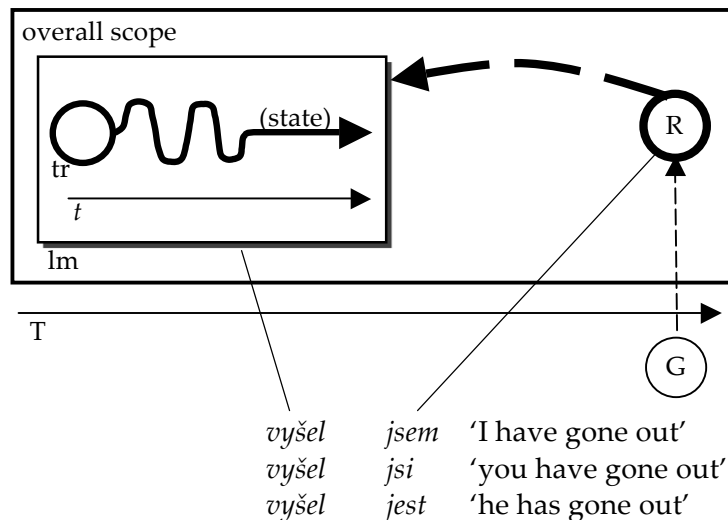 overall scope
(state)
R
tr
t
lm
T
G
vyšel jsem ‘I have gone out’
vyšel jsi ‘you have gone out’
vyšel jest ‘he has gone out’